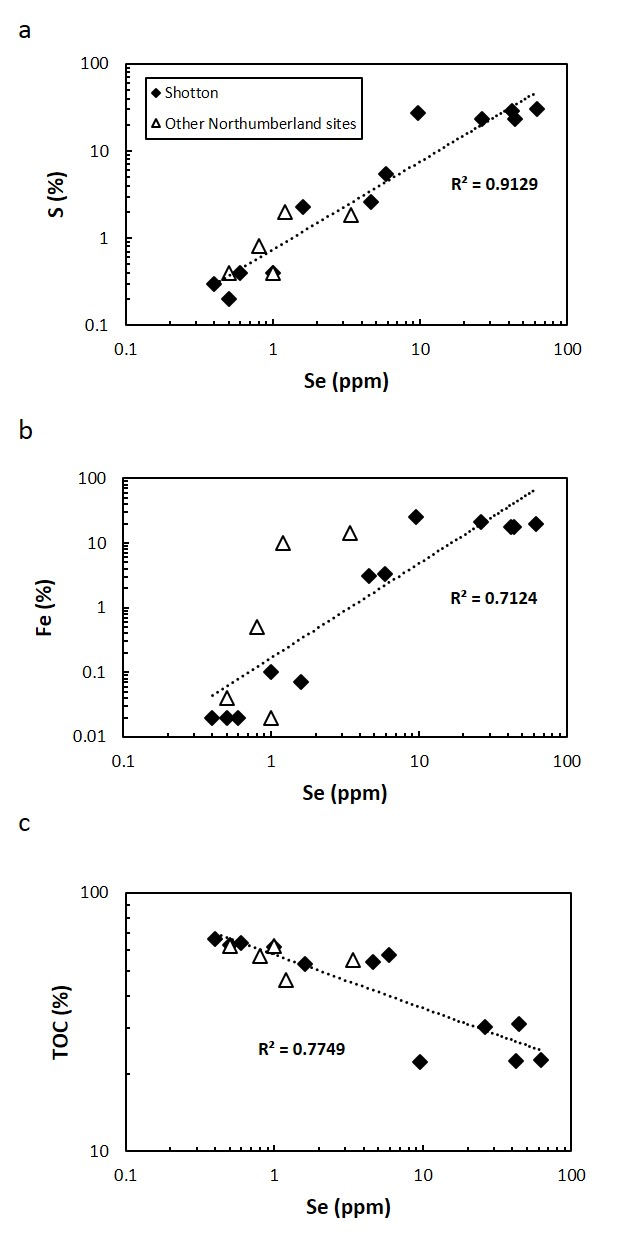 a
100
Shotton
Other Northumberland sites
10
S (%)
R² = 0.9129
1
0.1
0.1 1 10 100
Se (ppm)
b
100
10
Fe (%)
R² = 0.7124
1
0.1
0.01
0.1 1 10 100
Se (ppm)
c
100
TOC (%)
R² = 0.7749
10
0.1 1 10 100
Se (ppm)